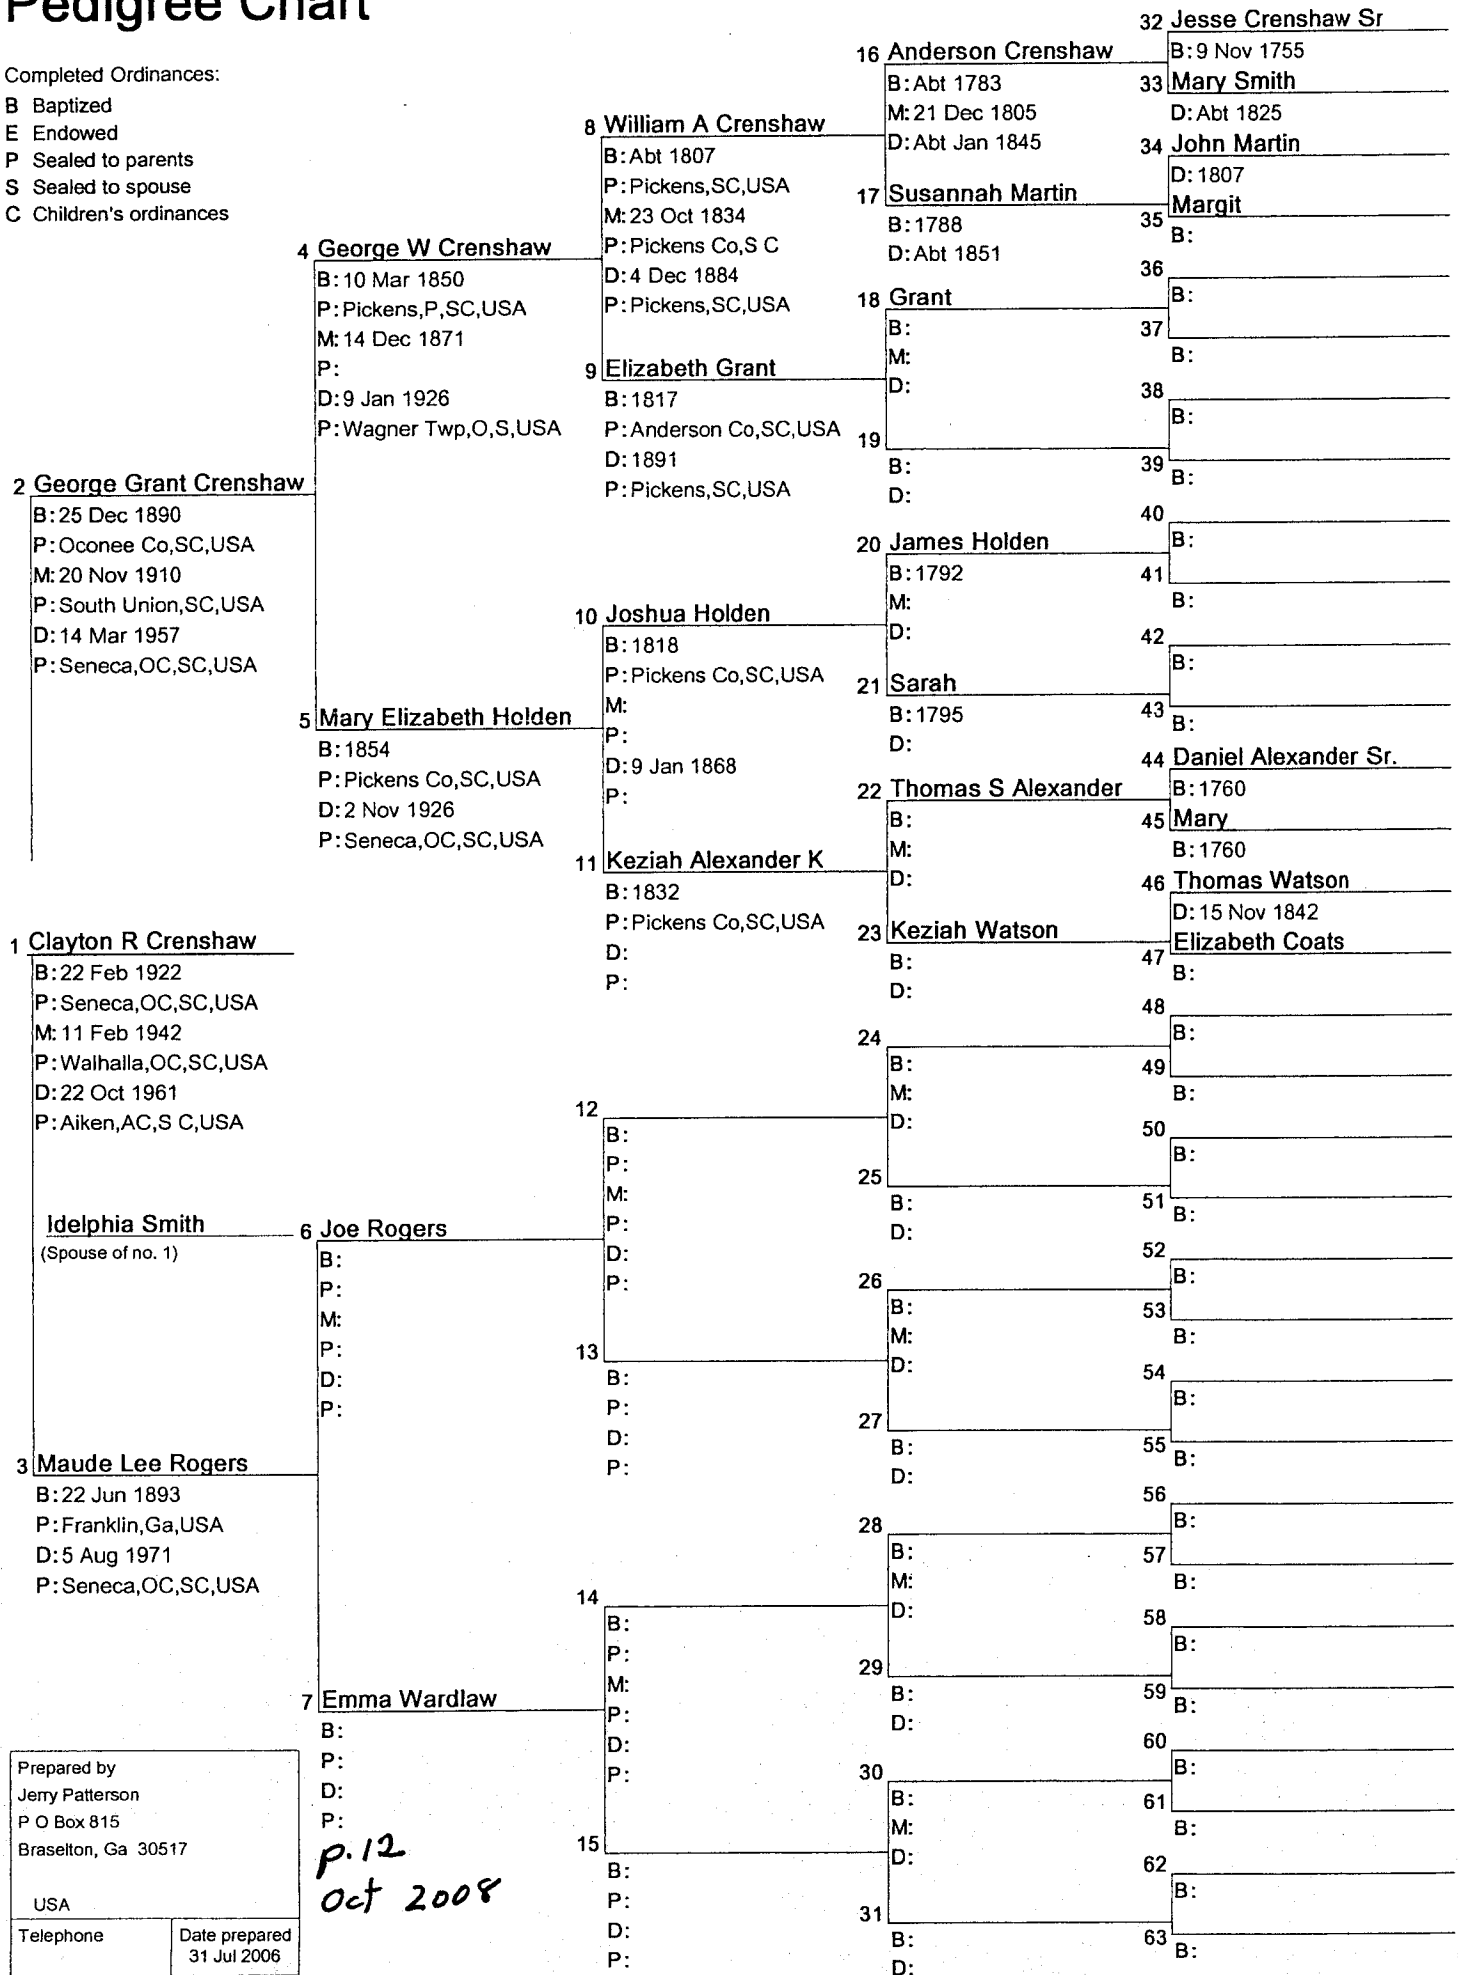 Pedigree Chart
Completed Ordinances:
B Baptized
E Endowed
P Sealed to parents
S Sealed to spouse
C Children's ordinances
2 George Grant Crenshaw
B:25 Dec 1890
P:Oconee Co,SC,USA
M:20 Nov 1910
P:South Union,SC,USA
D:14 Mar 1957
P:Seneca,OC,SC,USA
1 Clayton R Crenshaw
B:22 Feb 1922
P:Seneca,OC,SC,USA
M:11 Feb 1942
P:Walhalla,OC,SC,USA
D:22 Oct 1961
P:Aiken,AC,S C,USA
Idelphia Smith
(Spouse of no. 1)
3 Maude Lee Rogers
B:22 Jun 1893
P:Franklin,Ga,USA
D:5 Aug 1971
P:Seneca,OC,SC,USA
Prepared by
Jerry Patterson
P O Box 815
Braselton, Ga 30517
USA
Telephone
Date prepared
31 Jul 2006
4 George W Crenshaw
B:10 Mar 1850
P:Pickens,P,SC,USA
M:14 Dec 1871
P:
D:9 Jan 1926
P:Wagner Twp,O,S,USA
5 Mary Elizabeth Holden
B:1854
P:Pickens Co,SC,USA
D:2 Nov 1926
P:Seneca,OC,SC,USA
6 Joe Rogers
B:
P:
M:
P:
D:
P:
7 Emma Wardlaw
B:
P:
D:
P:
p.12
Oct 2008
8 William A Crenshaw
B:Abt 1807
P:Pickens,SC,USA
M:23 Oct 1834
P:Pickens Co,S C
D:4 Dec 1884
P:Pickens,SC,USA
9 Elizabeth Grant
B:1817
P:Anderson Co,SC,USA
D:1891
P:Pickens,SC,USA
10 Joshua Holden
B:1818
P:Pickens Co,SC,USA
M:
P:
D:9 Jan 1868
P:
11 Keziah Alexander K
B:1832
P:Pickens Co,SC,USA
D:
P:
12
B:
P:
M:
P:
D:
P:
13
B:
P:
D:
P:
14
B:
P:
M:
P:
D:
P:
15
B:
P:
D:
P:
16 Anderson Crenshaw
B:Abt 1783
M:21 Dec 1805
D:Abt Jan 1845
17 Susannah Martin
B:1788
D:Abt 1851
18 Grant
B:
M:
D:
19
B:
D:
20 James Holden
B:1792
M:
D:
21 Sarah
B:1795
D:
22 Thomas S Alexander
B:
M:
D:
23 Keziah Watson
B:
D:
24
B:
M:
D:
25
B:
D:
26
B:
M:
D:
27
B:
D:
28
B:
M:
D:
29
B:
D:
30
B:
M:
D:
31
B:
D:
32 Jesse Crenshaw Sr
B:9 Nov 1755
33 Mary Smith
D:Abt 1825
34 John Martin
D:1807
35 Margit
B:
36
B:
37
B:
38
B:
39
B:
40
B:
41
B:
42
B:
43
B:
44 Daniel Alexander Sr.
B:1760
45 Mary
B:1760
46 Thomas Watson
D:15 Nov 1842
47 Elizabeth Coats
B:
48
B:
49
B:
50
B:
51
B:
52
B:
53
B:
54
B:
55
B:
56
B:
57
B:
58
B:
59
B:
60
B:
61
B:
62
B:
63
B: